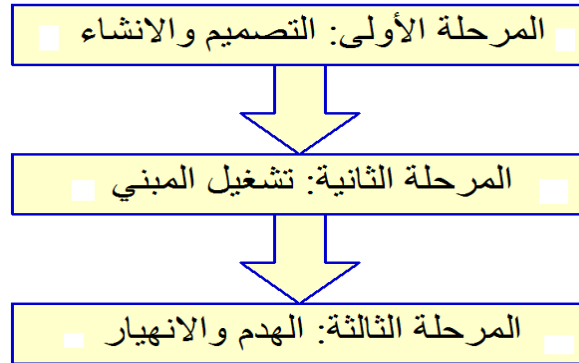 المرحلة الأولى: التصميم والانشاء
المرحلة الثانية: تشغيل المبني
المرحلة الثالثة: الهدم والانهيار